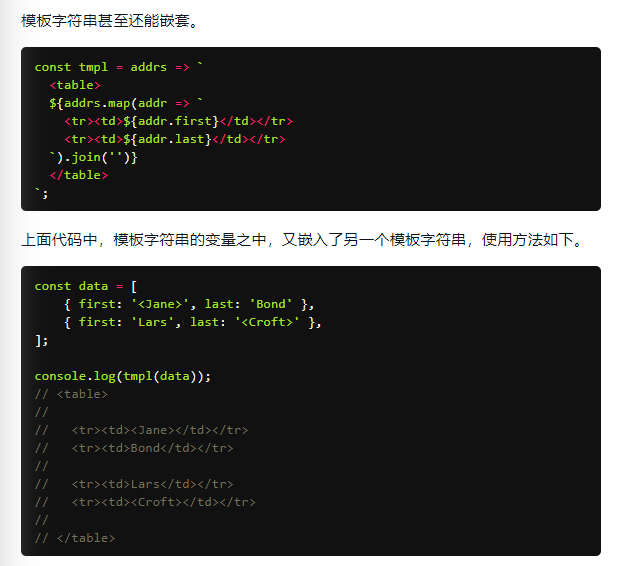 模板字符串甚至还能嵌套。
const tmpl = addrs => `
  <table>
  ${addrs.map(addr => `
    <tr><td>${addr.first}</td></tr>
    <tr><td>${addr.last}</td></tr>
  `).join('')}
  </table>
`;
上面代码中，模板字符串的变量之中，又嵌入了另一个模板字符串，使用方法如下。
const data = [
    { first: '<Jane>', last: 'Bond' },
    { first: 'Lars', last: '<Croft>' },
];
console.log(tmpl(data));
// <table>
//
//   <tr><td><Jane></td></tr>
//   <tr><td>Bond</td></tr>
//
//   <tr><td>Lars</td></tr>
//   <tr><td><Croft></td></tr>
//
// </table>